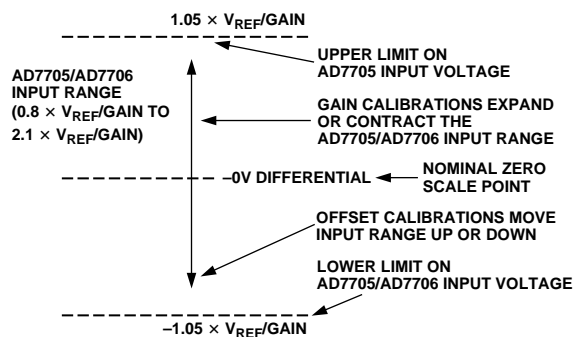 1.05 × VREF/GAIN
UPPER LIMIT ON
AD7705 INPUT VOLTAGE
AD7705/AD7706
INPUT RANGE
(0.8 × VREF/GAIN TO
2.1 × VREF/GAIN)
GAIN CALIBRATIONS EXPAND
OR CONTRACT THE
AD7705/AD7706 INPUT RANGE
–0V DIFFERENTIAL
NOMINAL ZERO
SCALE POINT
OFFSET CALIBRATIONS MOVE
INPUT RANGE UP OR DOWN
LOWER LIMIT ON
AD7705/AD7706 INPUT VOLTAGE
–1.05 × VREF/GAIN